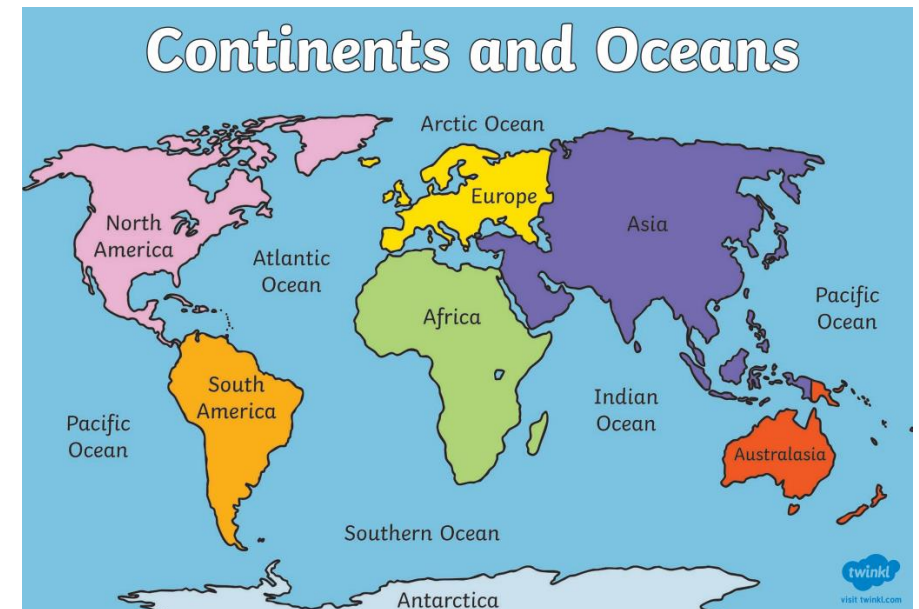 Continents and Oceans
Arctic Ocean
Europe
Asia
North
America
Atlantic
Ocean
Pacific
Ocean
Africa
South
America
Indian
Ocean
Pacific
Ocean
Australasia
Southern Ocean
twinkl
visit twinkl.com
Antarctica